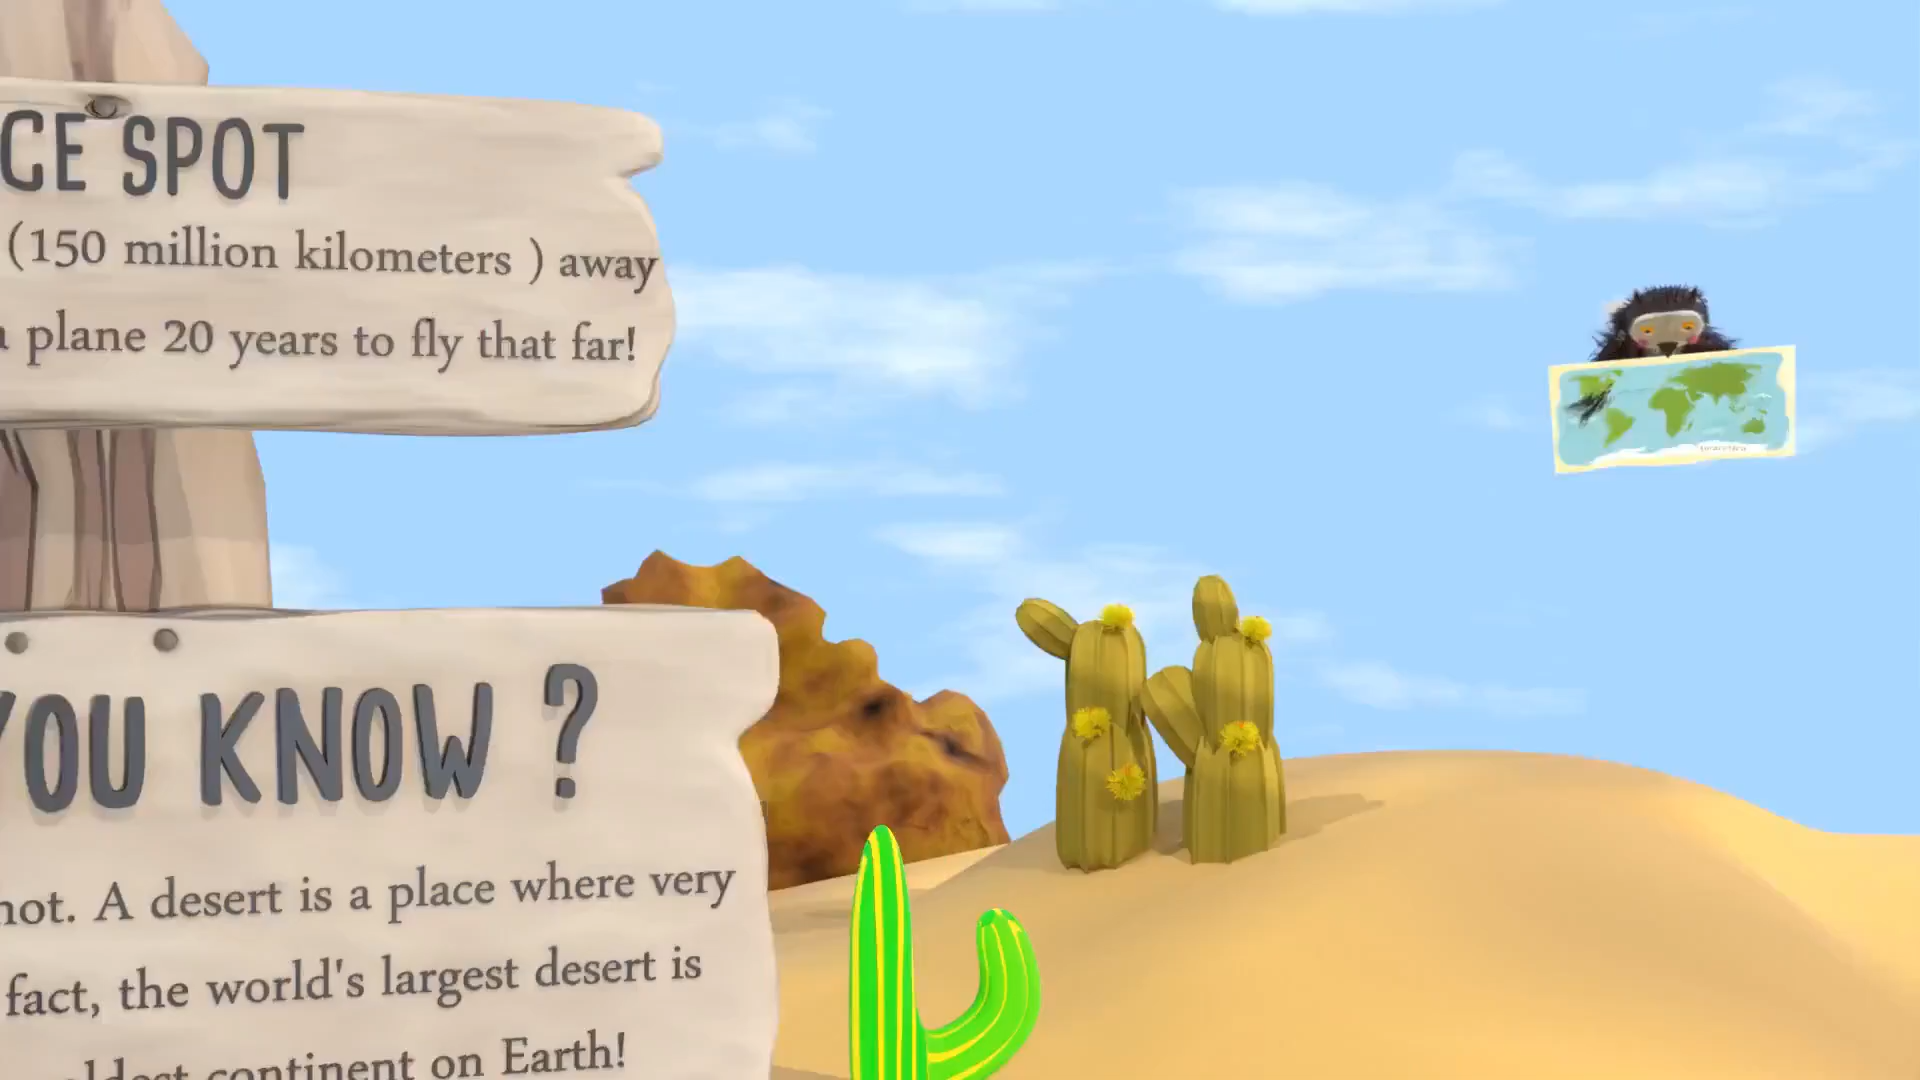 CE SPOT
(150 million kilometers ) away
a plane 20 years to fly that far!
YOU KNOW ?
hot. A desert is a place where very
fact, the world's largest desert is
oldest continent on Earth!